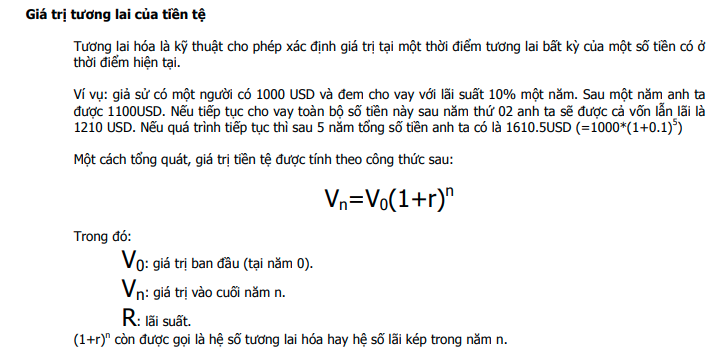 Giá trị tương lai của tiền tệ
Tương lai hóa là kỹ thuật cho phép xác định giá trị tại một thời điểm tương lai bất kỳ của một số tiền có ở
thời điểm hiện tại.
Ví vụ: giả sử có một người có 1000 USD và đem cho vay với lãi suất 10% một năm. Sau một năm anh ta
được 1100USD. Nếu tiếp tục cho vay toàn bộ số tiền này sau năm thứ 02 anh ta sẽ được cả vốn lẫn lãi là
1210 USD. Nếu quá trình tiếp tục thì sau 5 năm tổng số tiền anh ta có là 1610.5USD (=1000*(1+0.1)⁵)
Một cách tổng quát, giá trị tiền tệ được tính theo công thức sau:
Vₙ=V₀(1+r)ⁿ
Trong đó:
V₀: giá trị ban đầu (tại năm 0).
Vₙ: giá trị vào cuối năm n.
R: lãi suất.
(1+r)ⁿ còn được gọi là hệ số tương lai hóa hay hệ số lãi kép trong năm n.